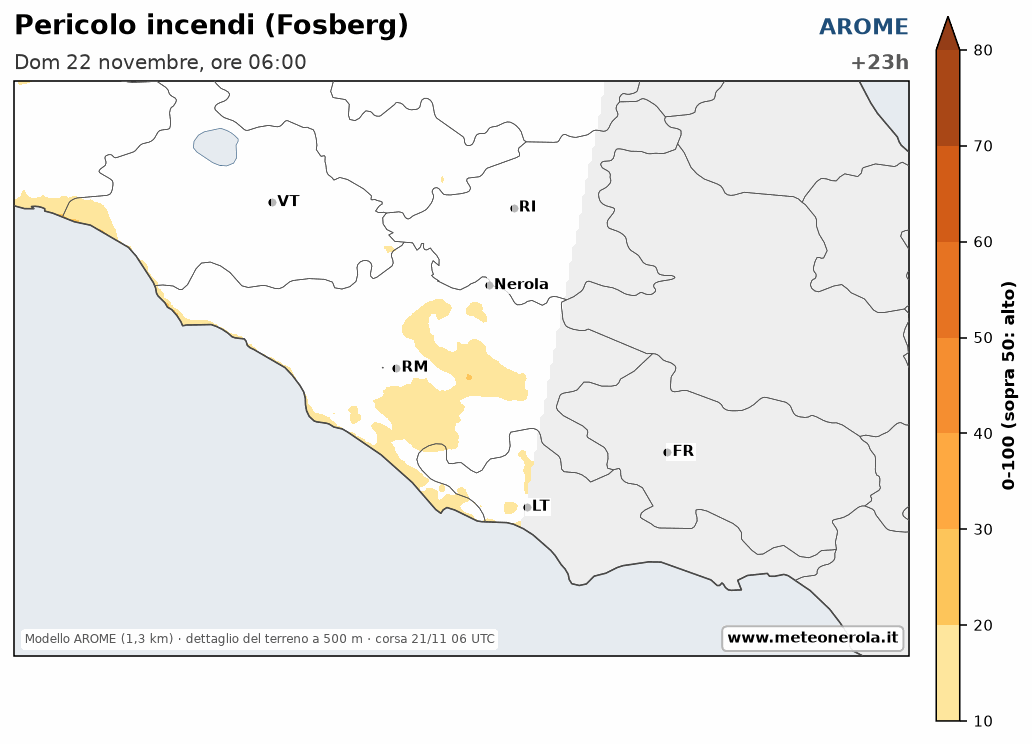 Pericolo incendi (Fosberg)
AROME
Dom 22 novembre, ore 06:00
+23h
80
70
60
50
40
30
20
10
0-100 (sopra 50: alto)
VT
RI
Nerola
RM
FR
LT
Modello AROME (1,3 km) · dettaglio del terreno a 500 m · corsa 21/11 06 UTC
www.meteonerola.it